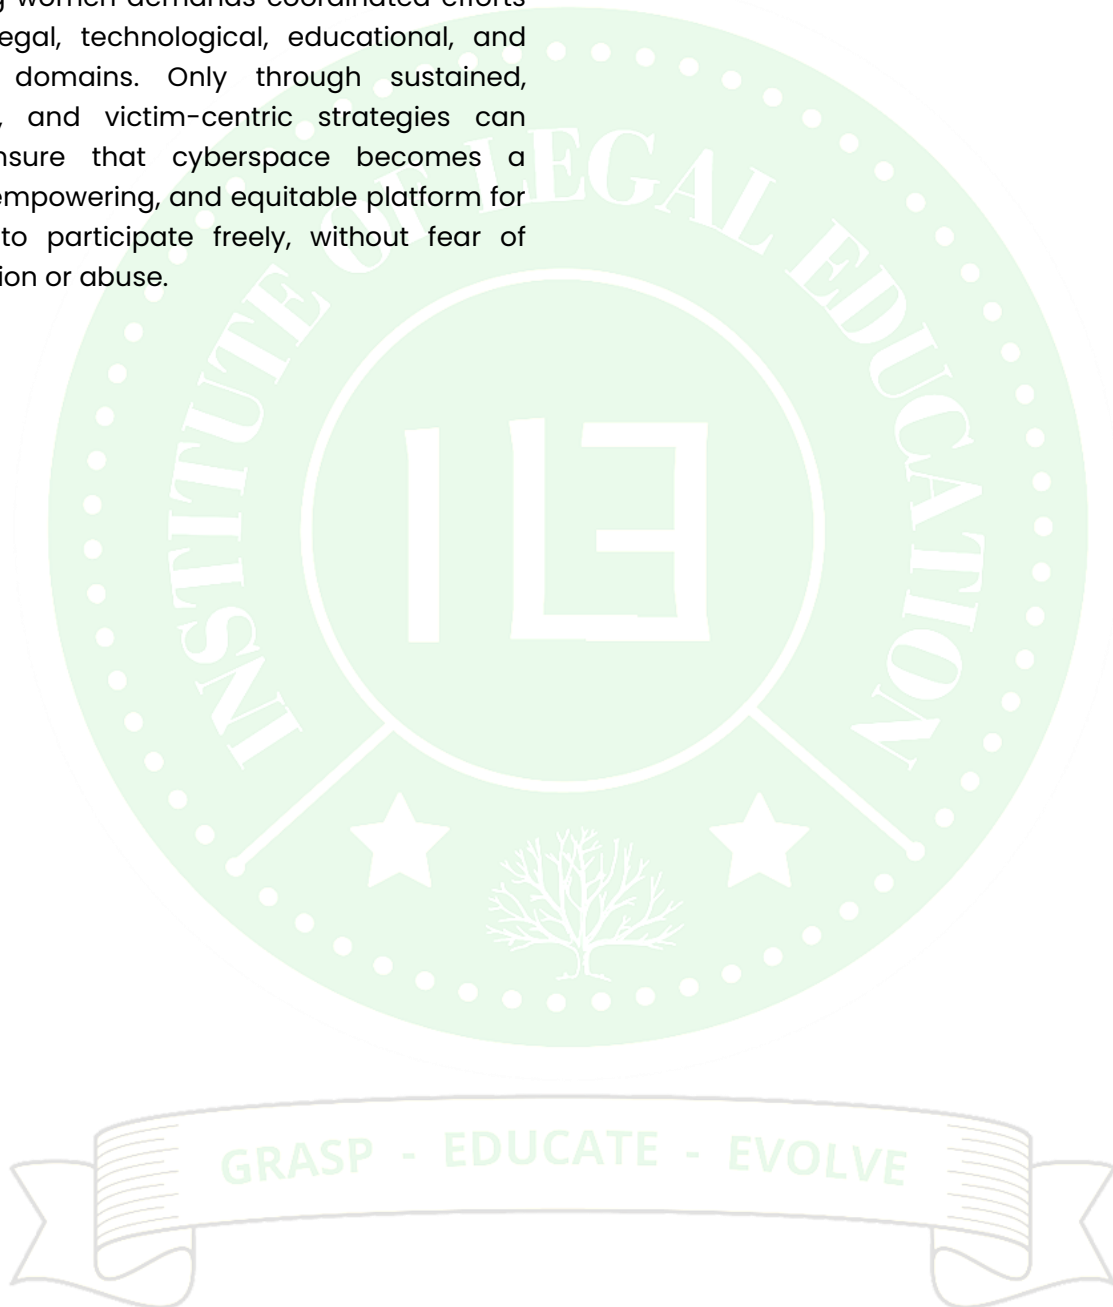 women demands coordinated efforts
egal, technological, educational, and
domains. Only through sustained,
, and victim-centric strategies can
nsure that cyberspace becomes a
empowering, and equitable platform for
to participate freely, without fear of
ion or abuse.
INSTITUTE OF LEGAL EDUCATION
ILE
GRASP - EDUCATE - EVOLVE